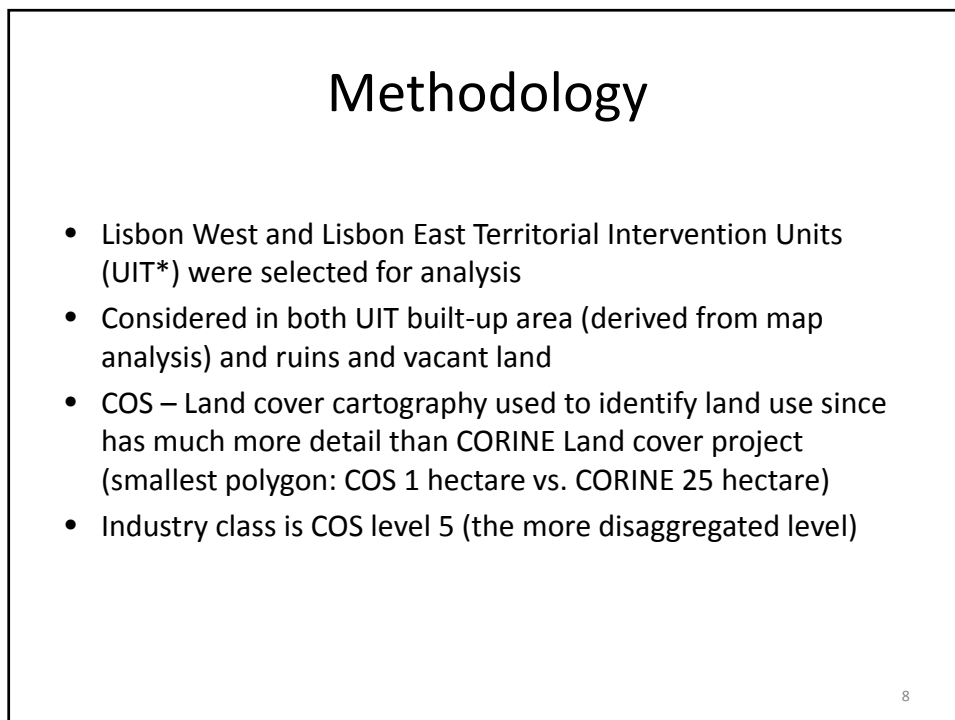 Methodology
• Lisbon West and Lisbon East Territorial Intervention Units
(UIT*) were selected for analysis
• Considered in both UIT built-up area (derived from map
analysis) and ruins and vacant land
• COS – Land cover cartography used to identify land use since
has much more detail than CORINE Land cover project
(smallest polygon: COS 1 hectare vs. CORINE 25 hectare)
• Industry class is COS level 5 (the more disaggregated level)
8